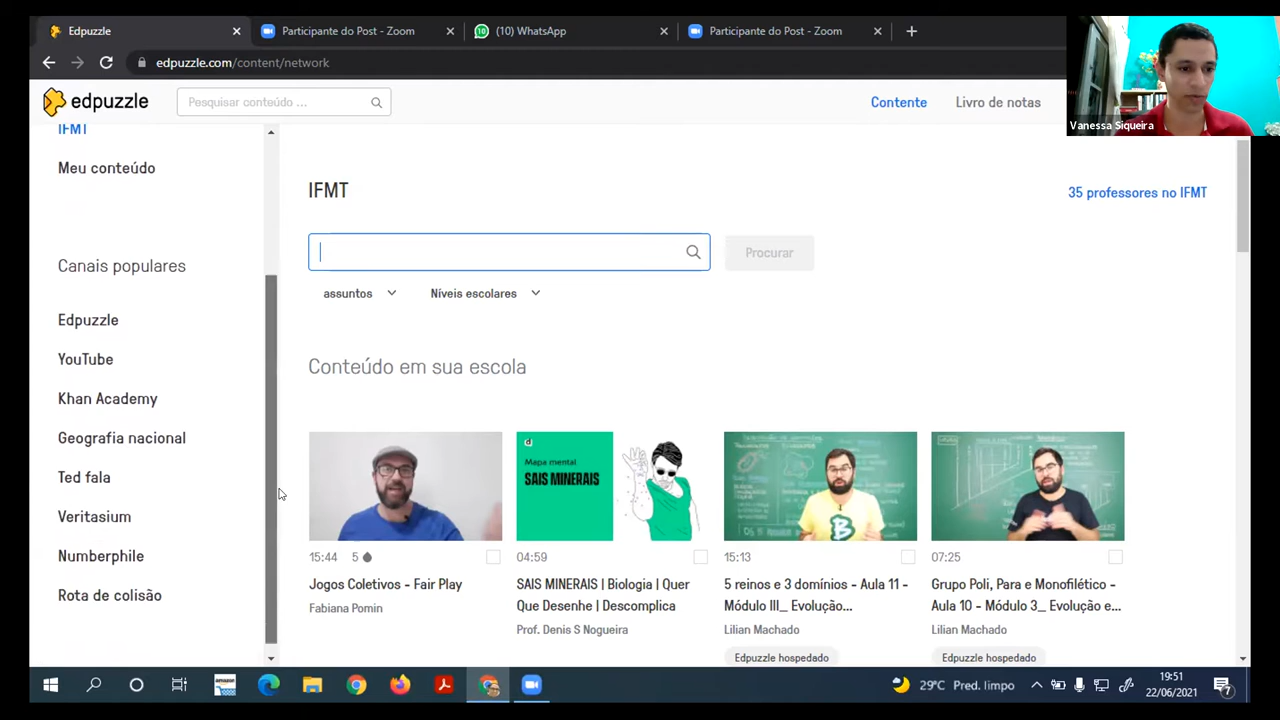 Edpuzzle
Participante do Post - Zoom
(10) WhatsApp
Participante do Post - Zoom
edpuzzle.com/content/network
edpuzzle
Pesquisar conteúdo ...
Contente
Livro de notas
Vanessa Siqueira
IFMT
Meu conteúdo
Canais populares
Edpuzzle
YouTube
Khan Academy
Geografia nacional
Ted fala
Veritasium
Numberphile
Rota de colisão
IFMT
35 professores no IFMT
Procurar
assuntos
Níveis escolares
Conteúdo em sua escola
d
Mapa mental
SAIS MINERAIS
B
15:44 5
04:59
15:13
07:25
Jogos Coletivos - Fair Play
Fabiana Pomin
SAIS MINERAIS | Biologia | Quer
Que Desenhe | Descomplica
Prof. Denis S Nogueira
5 reinos e 3 domínios - Aula 11 -
Módulo III_ Evolução...
Lilian Machado
Edpuzzle hospedado
Grupo Poli, Para e Monofilético -
Aula 10 - Módulo 3_ Evolução e...
Lilian Machado
Edpuzzle hospedado
amazon
29°C Pred. limpo
19:51
22/06/2021
7